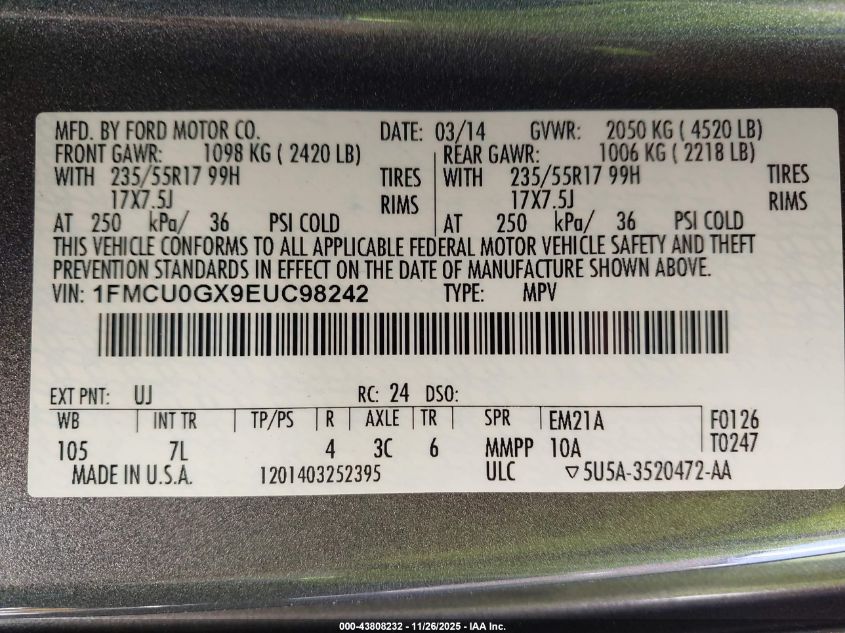 MFD. BY FORD MOTOR CO. DATE: 03/14 GVWR: 2050 KG ( 4520 LB)
FRONT GAWR: 1098 KG ( 2420 LB) REAR GAWR: 1006 KG ( 2218 LB)
WITH 235/55R17 99H TIRES WITH 235/55R17 99H TIRES
17X7.5J RIMS 17X7.5J RIMS
AT 250 kPa/ 36 PSI COLD AT 250 kPa/ 36 PSI COLD
THIS VEHICLE CONFORMS TO ALL APPLICABLE FEDERAL MOTOR VEHICLE SAFETY AND THEFT
PREVENTION STANDARDS IN EFFECT ON THE DATE OF MANUFACTURE SHOWN ABOVE.
VIN: 1FMCU0GX9EUC98242 TYPE: MPV
EXT PNT: UJ RC: 24 DSO:
WB INT TR TP/PS R AXLE TR SPR EM21A F0126
105 7L 4 3C 6 MMPP 10A T0247
MADE IN U.S.A. 1201403252395 ULC ▽5U5A-3520472-AA
000-43808232 - 11/26/2025 - IAA Inc.